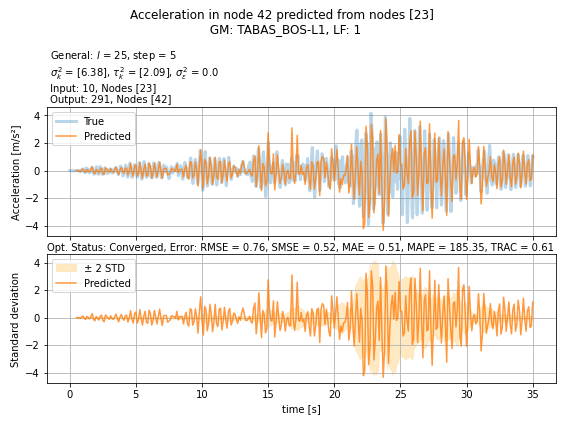 Acceleration in node 42 predicted from nodes [23]
GM: TABAS_BOS-L1, LF: 1
General: l = 25, step = 5
σ²ₖ = [6.38], τ²ₖ = [2.09], σ²ε = 0.0
Input: 10, Nodes [23]
Output: 291, Nodes [42]
True
Predicted
Acceleration [m/s²]
4
2
0
−2
−4
Opt. Status: Converged, Error: RMSE = 0.76, SMSE = 0.52, MAE = 0.51, MAPE = 185.35, TRAC = 0.61
± 2 STD
Predicted
Standard deviation
4
2
0
−2
−4
0 5 10 15 20 25 30 35
time [s]